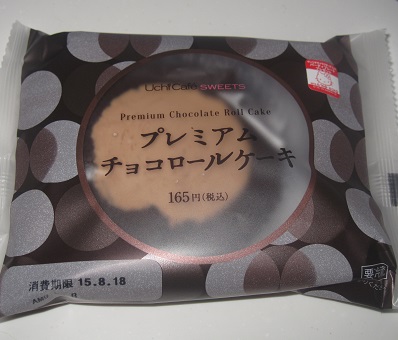 Uchi Café SWEETS
Premium Chocolate Roll Cake
プレミアム
チョコロールケーキ
165円(税込)
消費期限 15.8.18